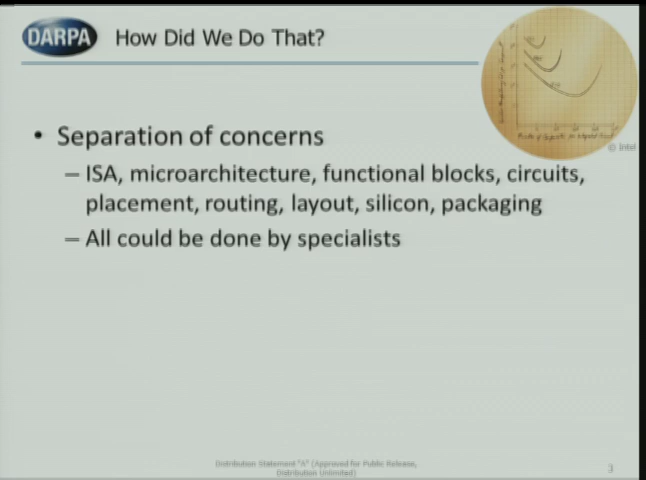 DARPA
How Did We Do That?
© Intel
• Separation of concerns
– ISA, microarchitecture, functional blocks, circuits,
placement, routing, layout, silicon, packaging
– All could be done by specialists
Distribution Statement "A" (Approved for Public Release,
Distribution Unlimited)
3